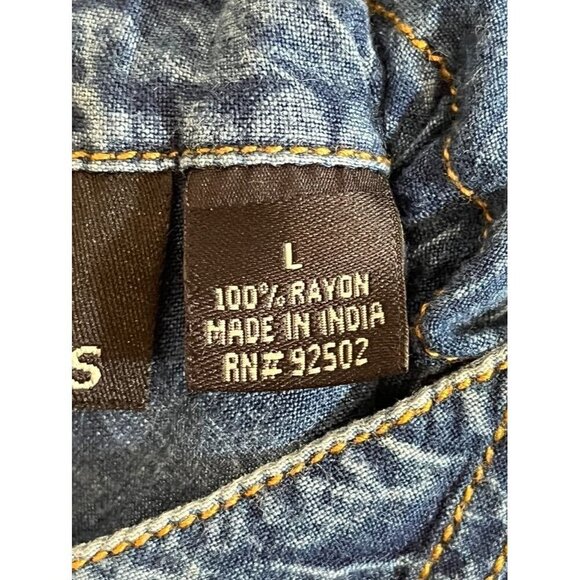 L
100% RAYON
MADE IN INDIA
RN# 92502
S